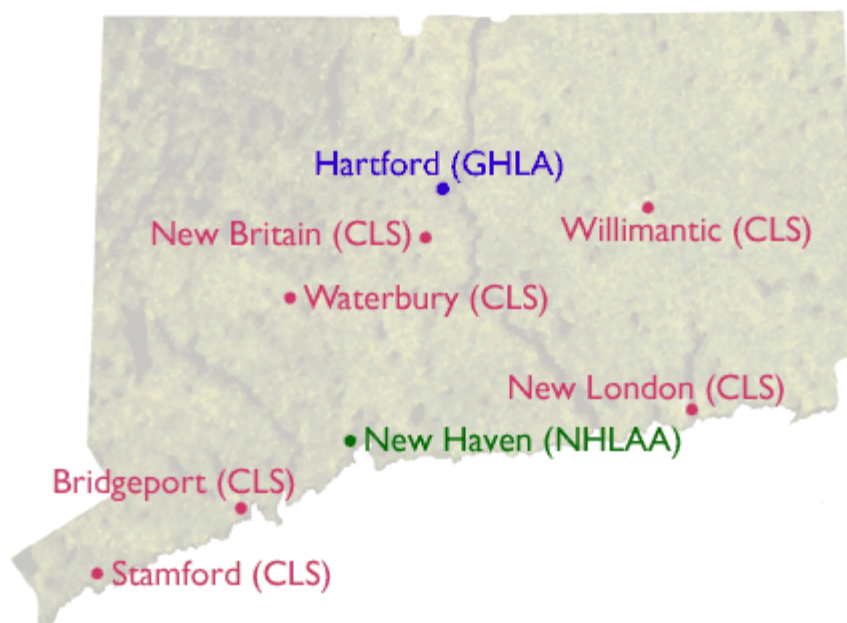 Hartford (GHLA)
Willimantic (CLS)
New Britain (CLS)
Waterbury (CLS)
New London (CLS)
New Haven (NHLAA)
Bridgeport (CLS)
Stamford (CLS)